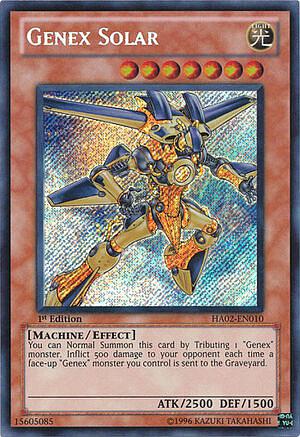 GENEX SOLAR
LIGHT
光
1st Edition
HA02-EN010
[MACHINE/EFFECT]
You can Normal Summon this card by Tributing 1 "Genex"
monster. Inflict 500 damage to your opponent each time a
face-up "Genex" monster you control is sent to the Graveyard.
ATK/2500 DEF/1500
15605085
©1996 KAZUKI TAKAHASHI